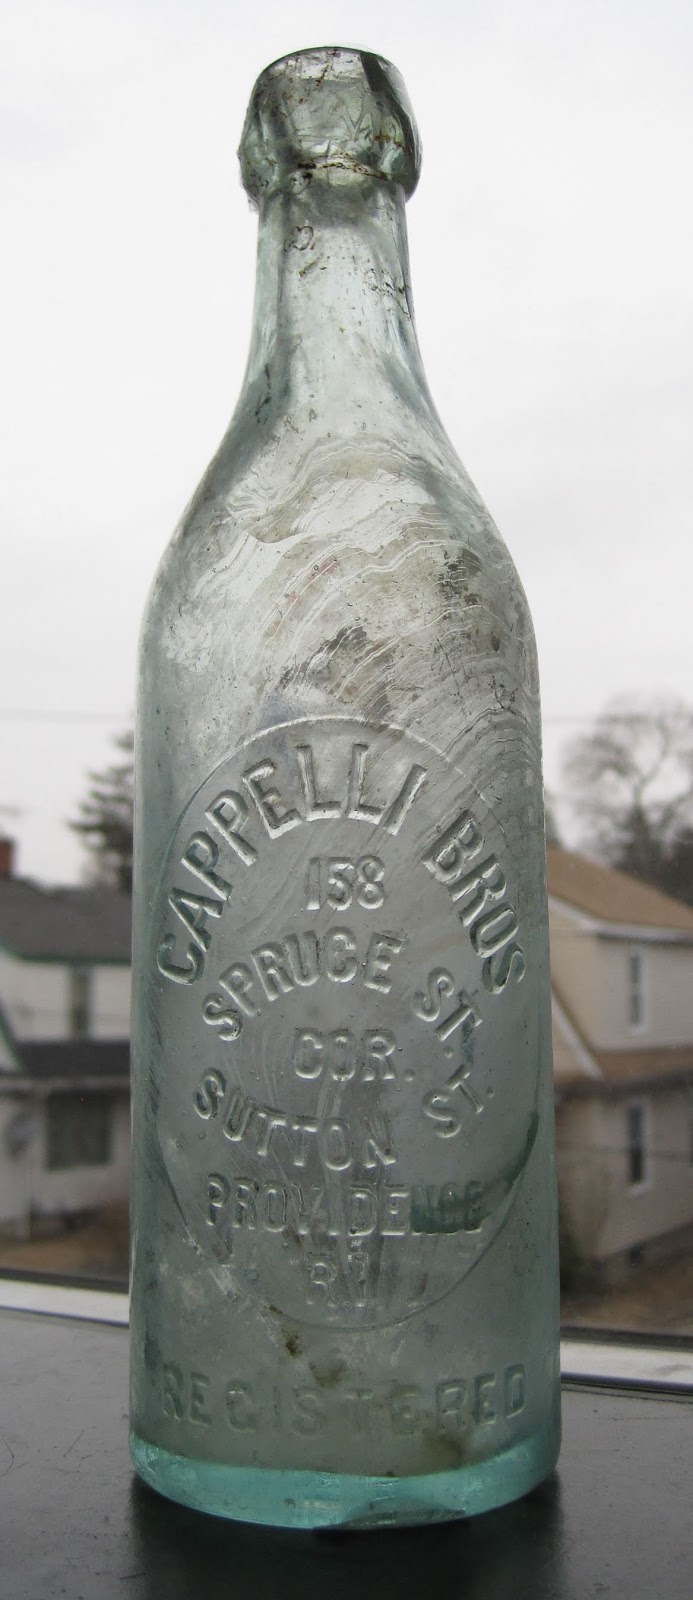 CAPPELLI BROS
158
SPRUCE ST.
COR.
SUTTON ST.
PROVIDENCE
R.I.
REGISTERED